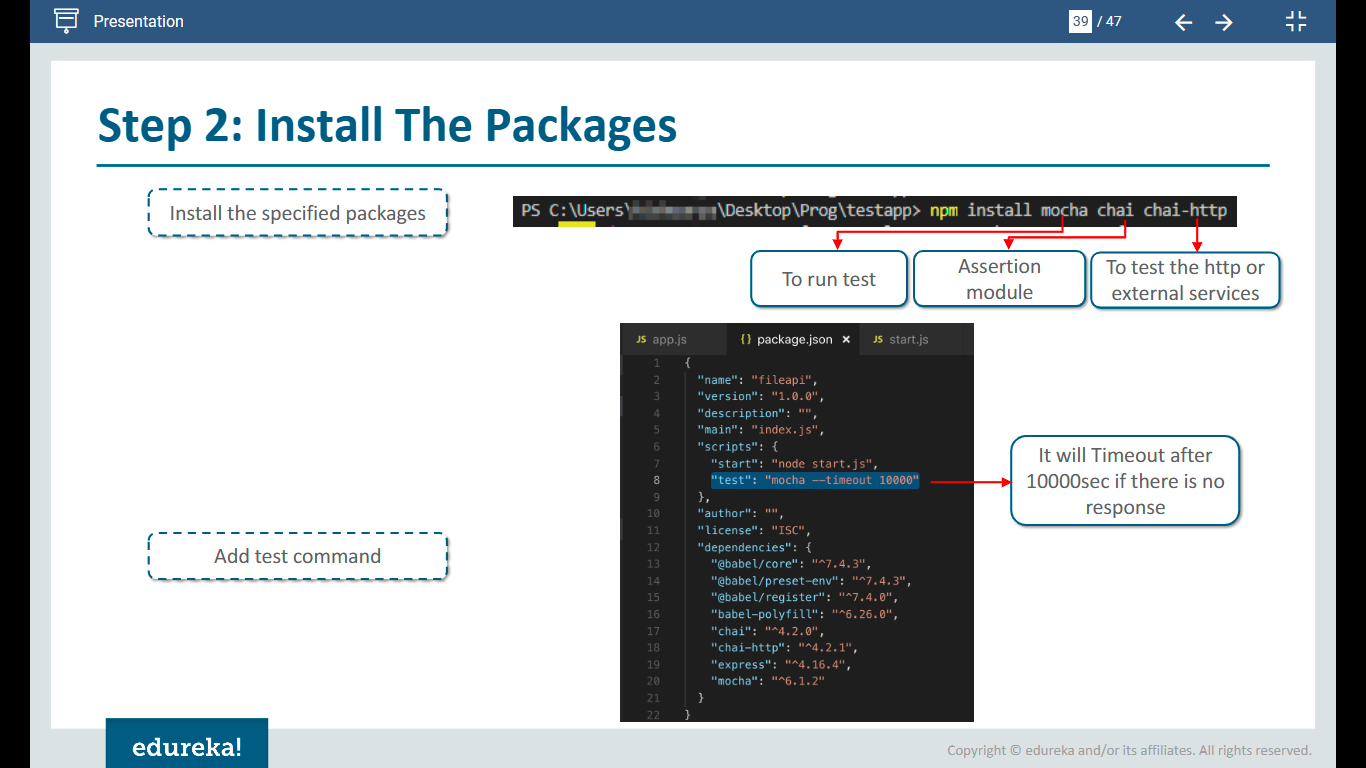 Presentation
39 / 47
Step 2: Install The Packages
Install the specified packages
PS C:\Users\ \Desktop\Prog\testapp> npm install mocha chai chai-http
To run test
Assertion
module
To test the http or
external services
JS app.js
{} package.json ×
JS start.js
1 {
2 "name": "fileapi",
3 "version": "1.0.0",
4 "description": "",
5 "main": "index.js",
6 "scripts": {
7 "start": "node start.js",
8 "test": "mocha --timeout 10000"
9 },
10 "author": "",
11 "license": "ISC",
12 "dependencies": {
13 "@babel/core": "^7.4.3",
14 "@babel/preset-env": "^7.4.3",
15 "@babel/register": "^7.4.0",
16 "babel-polyfill": "^6.26.0",
17 "chai": "^4.2.0",
18 "chai-http": "^4.2.1",
19 "express": "^4.16.4",
20 "mocha": "^6.1.2"
21 }
22 }
It will Timeout after
10000sec if there is no
response
Add test command
edureka!
Copyright © edureka and/or its affiliates. All rights reserved.